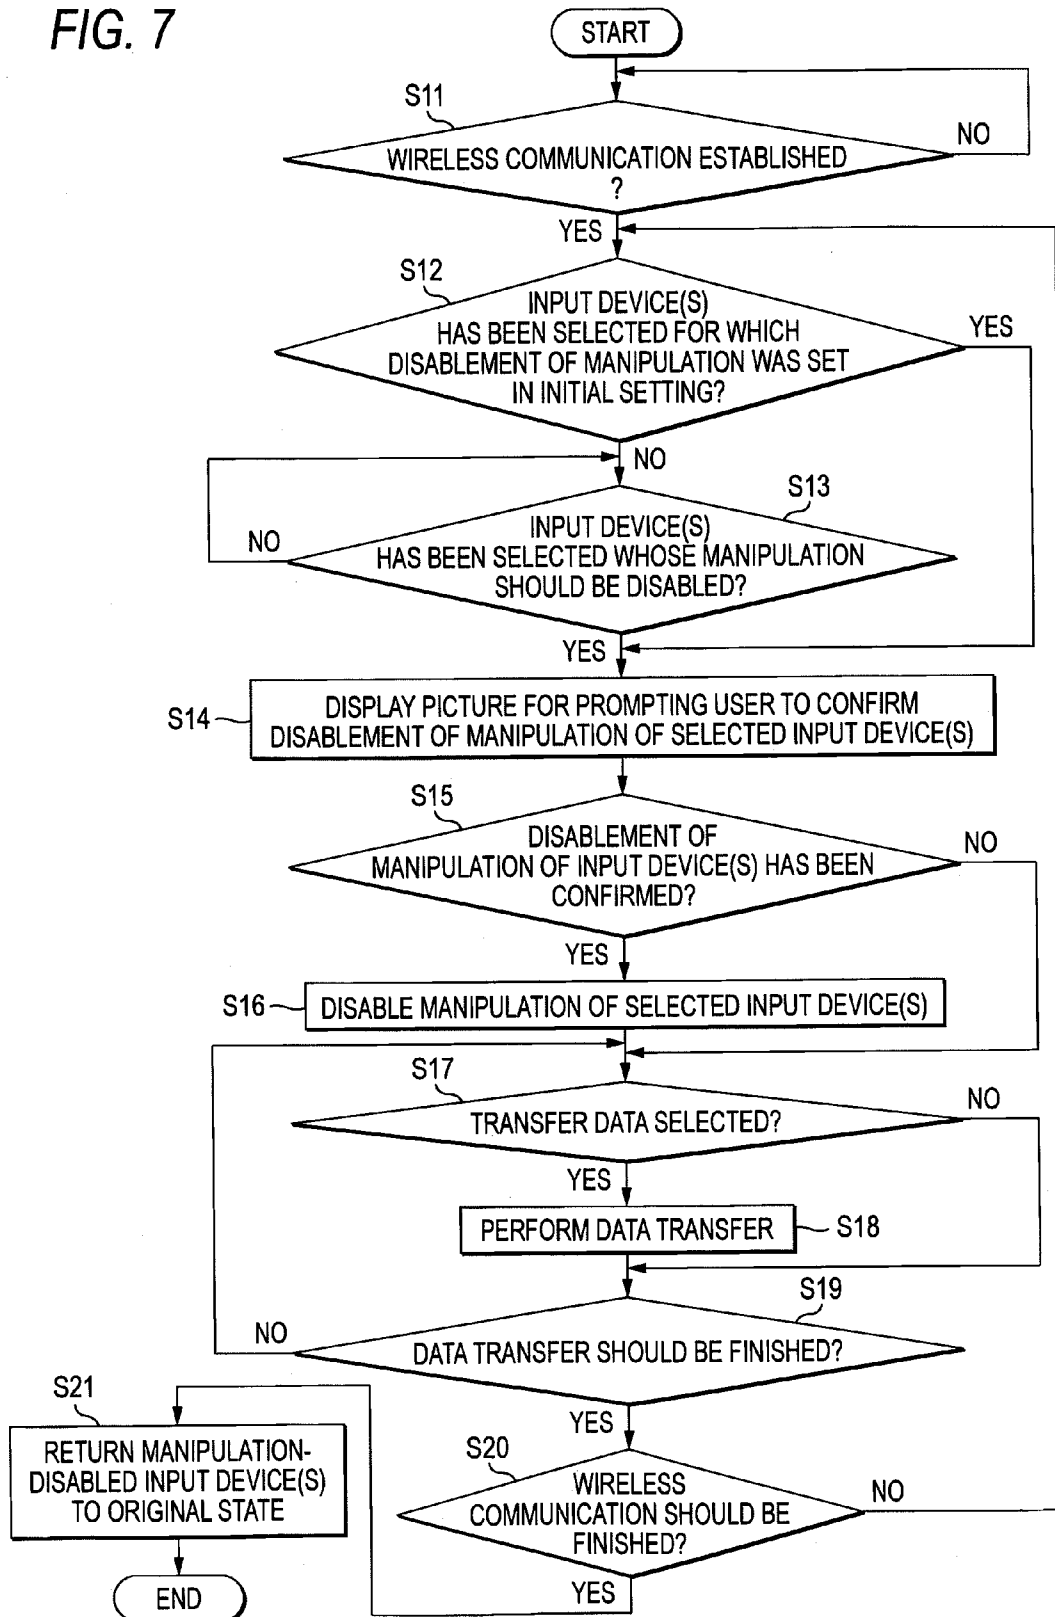 FIG. 7
START
S11
WIRELESS COMMUNICATION ESTABLISHED
?
NO
YES
S12
INPUT DEVICE(S)
HAS BEEN SELECTED FOR WHICH
DISABLEMENT OF MANIPULATION WAS SET
IN INITIAL SETTING?
YES
NO
S13
INPUT DEVICE(S)
HAS BEEN SELECTED WHOSE MANIPULATION
SHOULD BE DISABLED?
NO
YES
S14
DISPLAY PICTURE FOR PROMPTING USER TO CONFIRM
DISABLEMENT OF MANIPULATION OF SELECTED INPUT DEVICE(S)
S15
DISABLEMENT OF
MANIPULATION OF INPUT DEVICE(S) HAS BEEN
CONFIRMED?
NO
YES
S16
DISABLE MANIPULATION OF SELECTED INPUT DEVICE(S)
S17
TRANSFER DATA SELECTED?
NO
YES
PERFORM DATA TRANSFER
S18
S19
DATA TRANSFER SHOULD BE FINISHED?
NO
YES
S20
WIRELESS
COMMUNICATION SHOULD BE
FINISHED?
NO
YES
S21
RETURN MANIPULATION-
DISABLED INPUT DEVICE(S)
TO ORIGINAL STATE
END